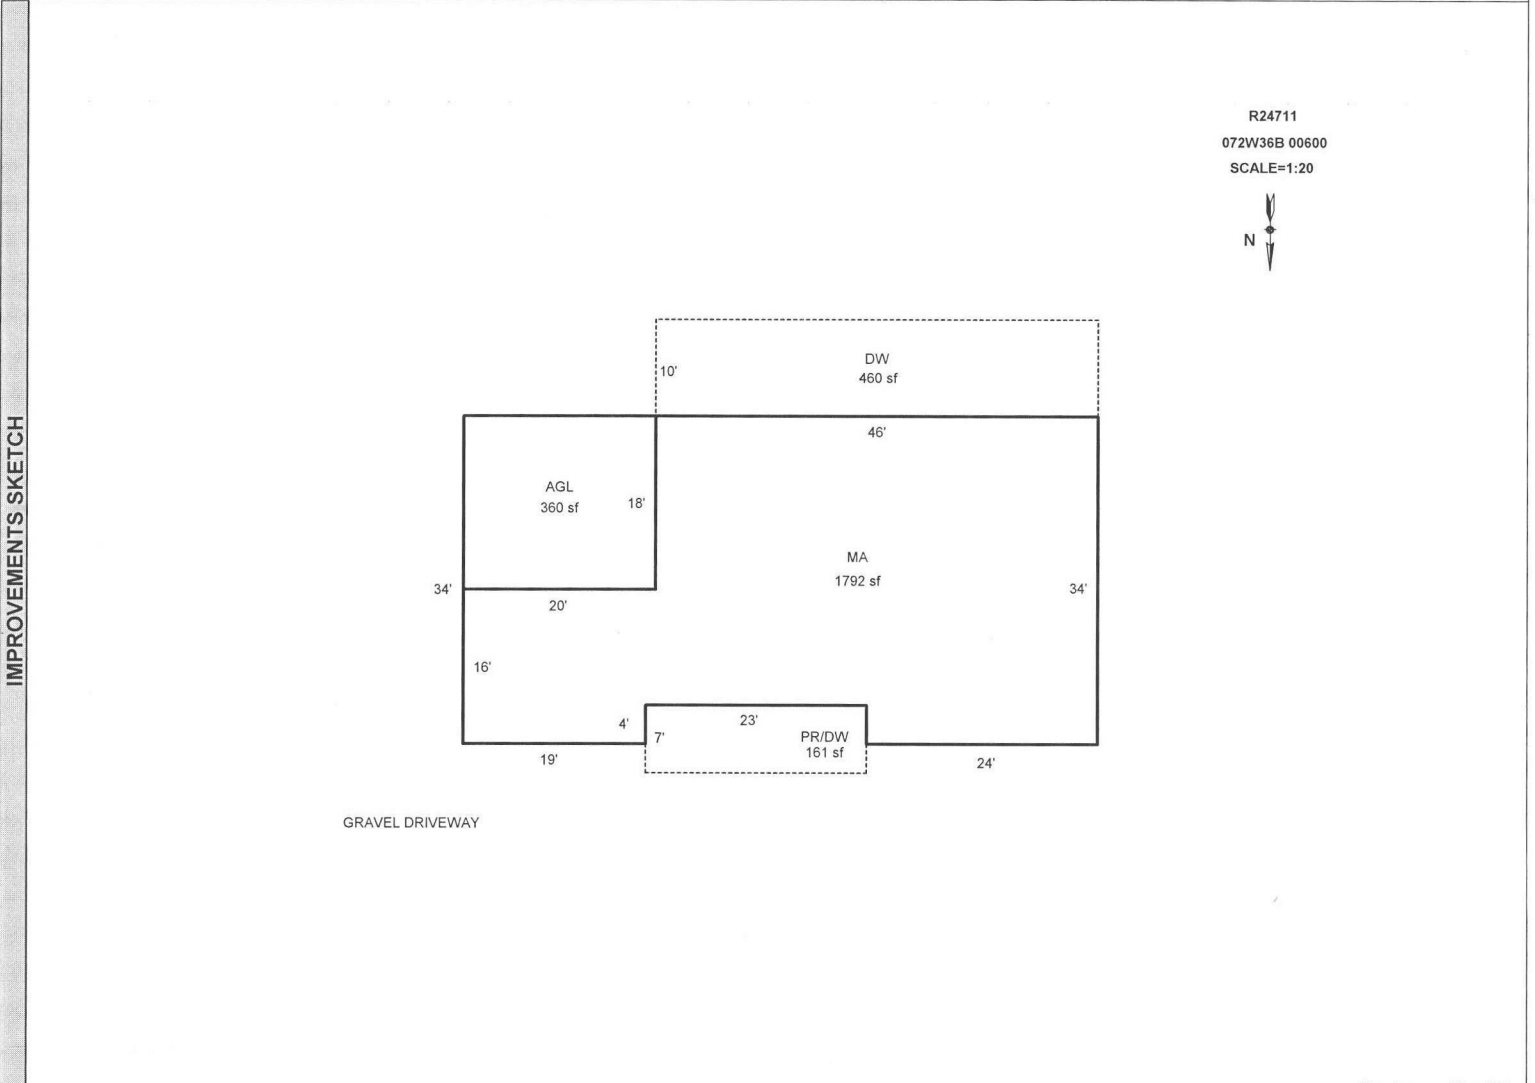 IMPROVEMENTS SKETCH
R24711
072W36B 00600
SCALE=1:20
N
DW
460 sf
10'
46'
AGL
360 sf
18'
MA
1792 sf
34'
34'
20'
16'
4'
23'
7'
PR/DW
161 sf
19'
24'
GRAVEL DRIVEWAY